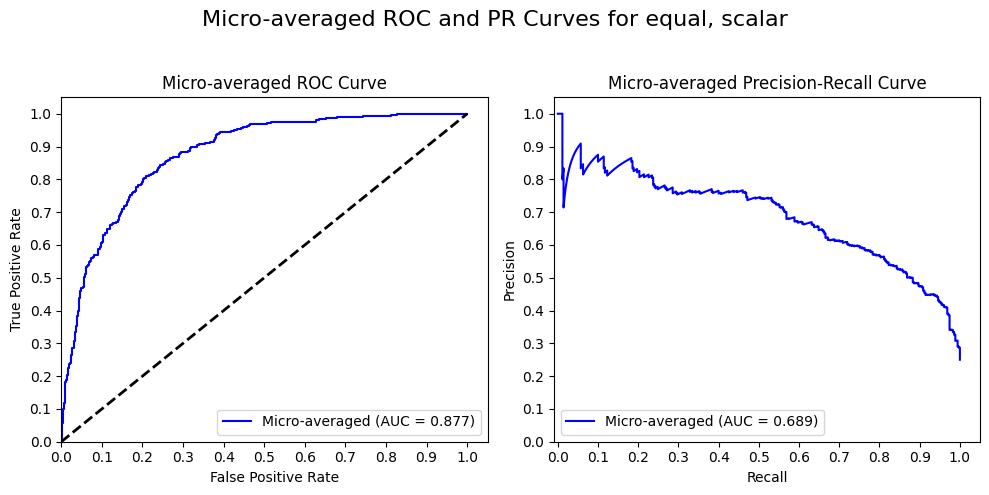 Micro-averaged ROC and PR Curves for equal, scalar
Micro-averaged ROC Curve
True Positive Rate
1.0
0.9
0.8
0.7
0.6
0.5
0.4
0.3
0.2
0.1
0.0
Micro-averaged (AUC = 0.877)
0.0 0.1 0.2 0.3 0.4 0.5 0.6 0.7 0.8 0.9 1.0
False Positive Rate
Micro-averaged Precision-Recall Curve
Precision
1.0
0.9
0.8
0.7
0.6
0.5
0.4
0.3
0.2
0.1
0.0
Micro-averaged (AUC = 0.689)
0.0 0.1 0.2 0.3 0.4 0.5 0.6 0.7 0.8 0.9 1.0
Recall